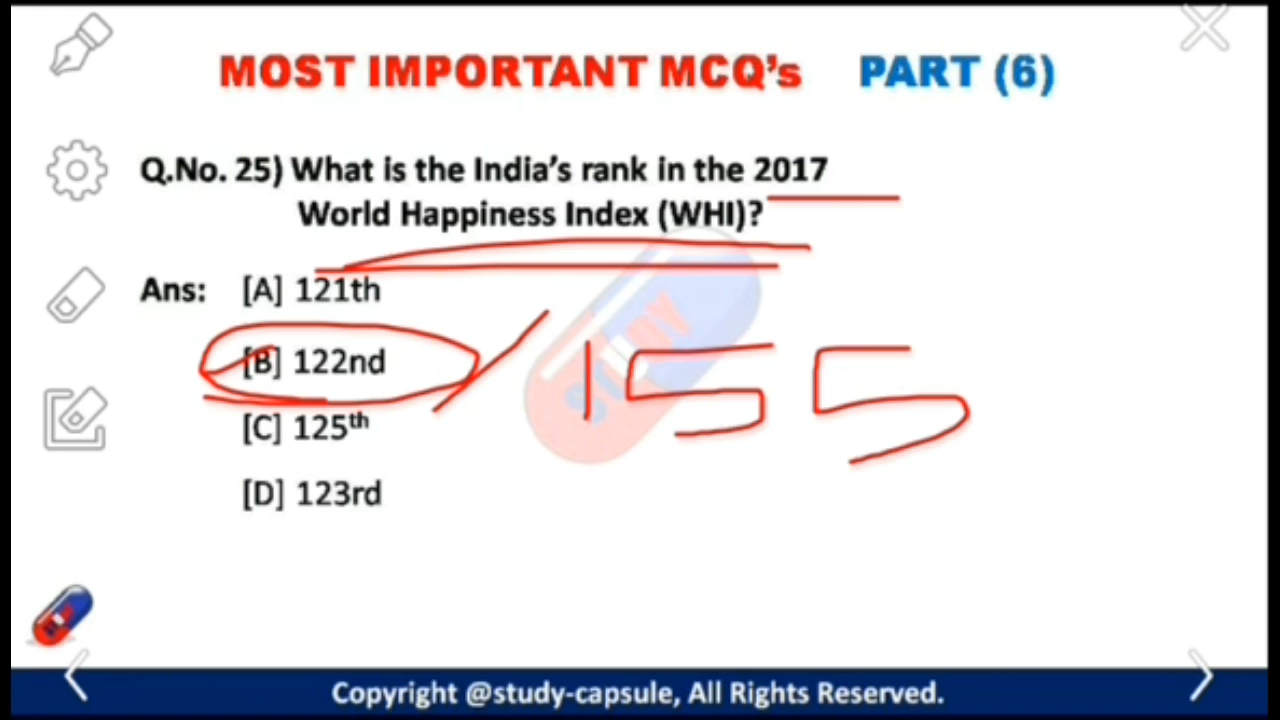 MOST IMPORTANT MCQ's PART (6)
Q.No. 25) What is the India's rank in the 2017
World Happiness Index (WHI)?
Ans: [A] 121th
[B] 122nd
/ 155
[C] 125th
[D] 123rd
STUDY
Copyright @study-capsule, All Rights Reserved.